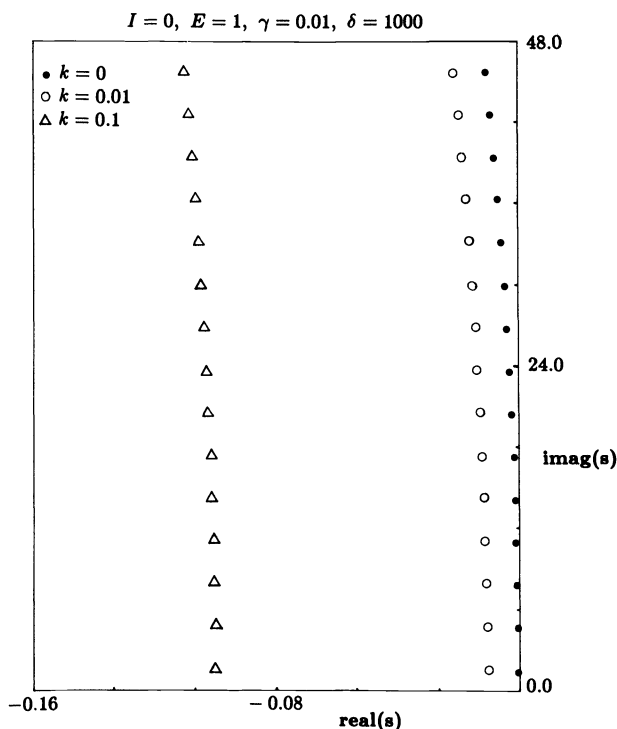 I = 0, E = 1, γ = 0.01, δ = 1000
48.0
● k = 0
○ k = 0.01
△ k = 0.1
24.0
imag(s)
0.0
−0.16
−0.08
real(s)